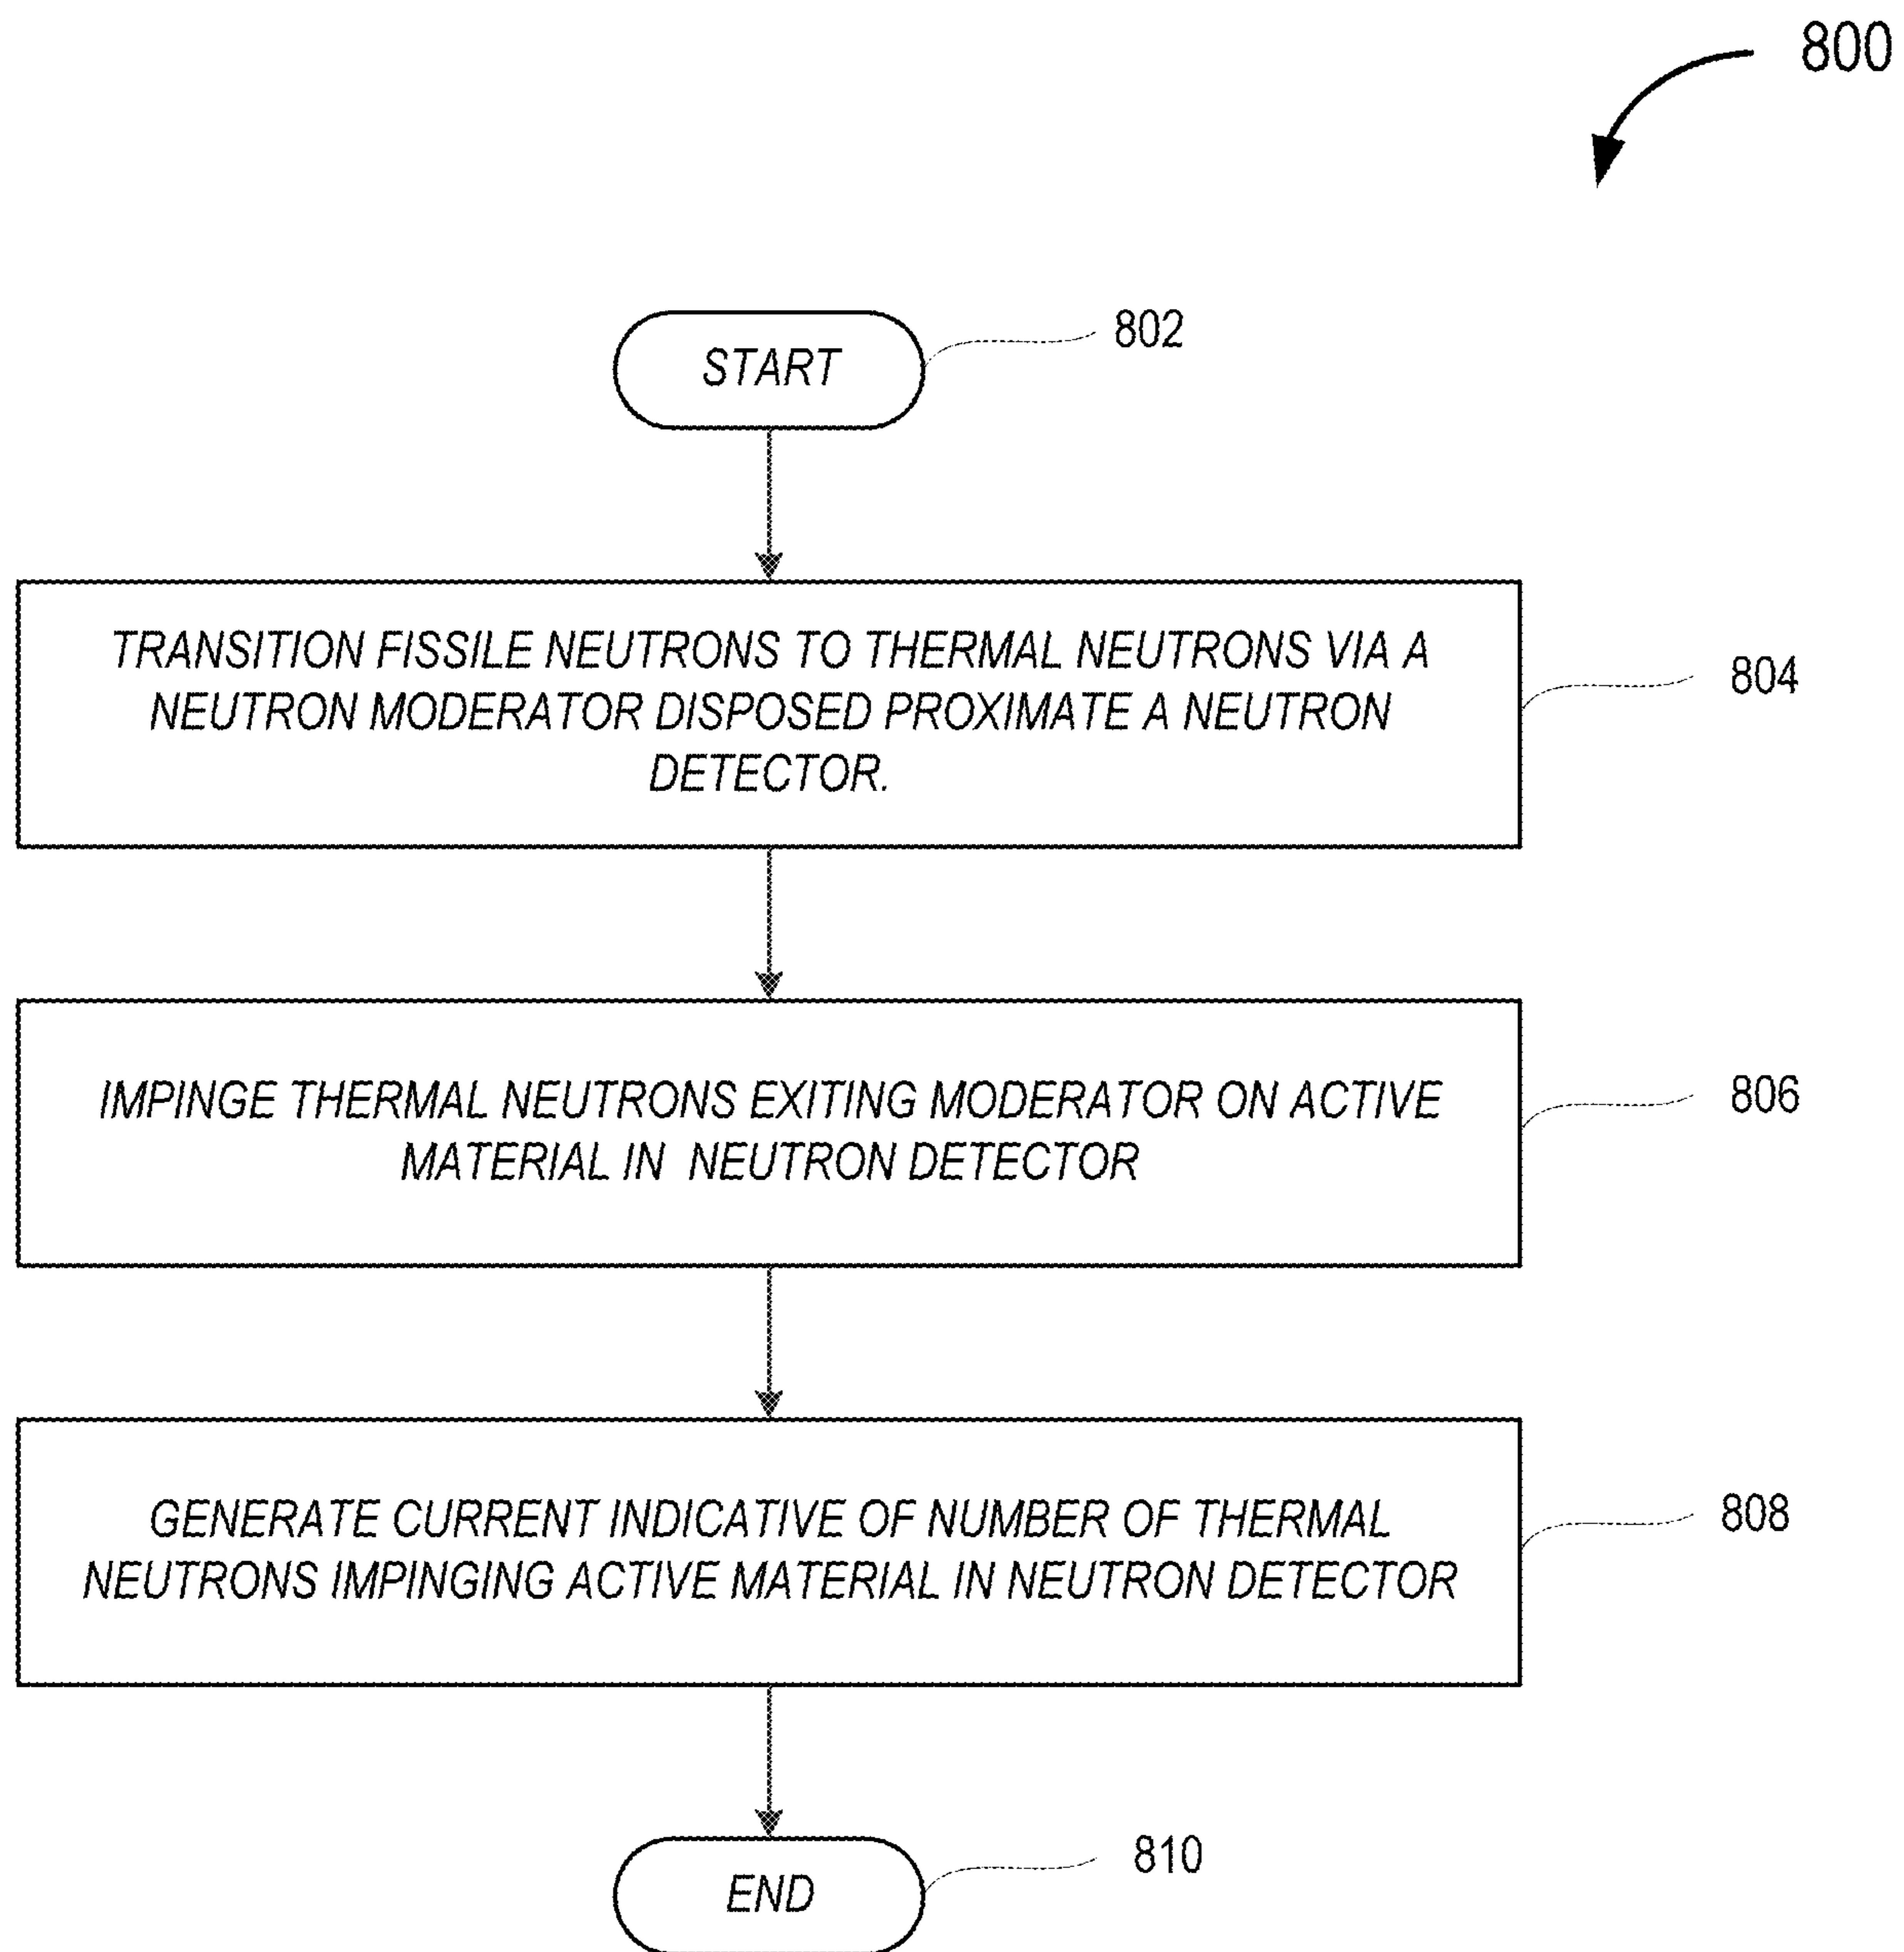 800
START
802
TRANSITION FISSILE NEUTRONS TO THERMAL NEUTRONS VIA A
NEUTRON MODERATOR DISPOSED PROXIMATE A NEUTRON
DETECTOR.
804
IMPINGE THERMAL NEUTRONS EXITING MODERATOR ON ACTIVE
MATERIAL IN NEUTRON DETECTOR
806
GENERATE CURRENT INDICATIVE OF NUMBER OF THERMAL
NEUTRONS IMPINGING ACTIVE MATERIAL IN NEUTRON DETECTOR
808
END
810